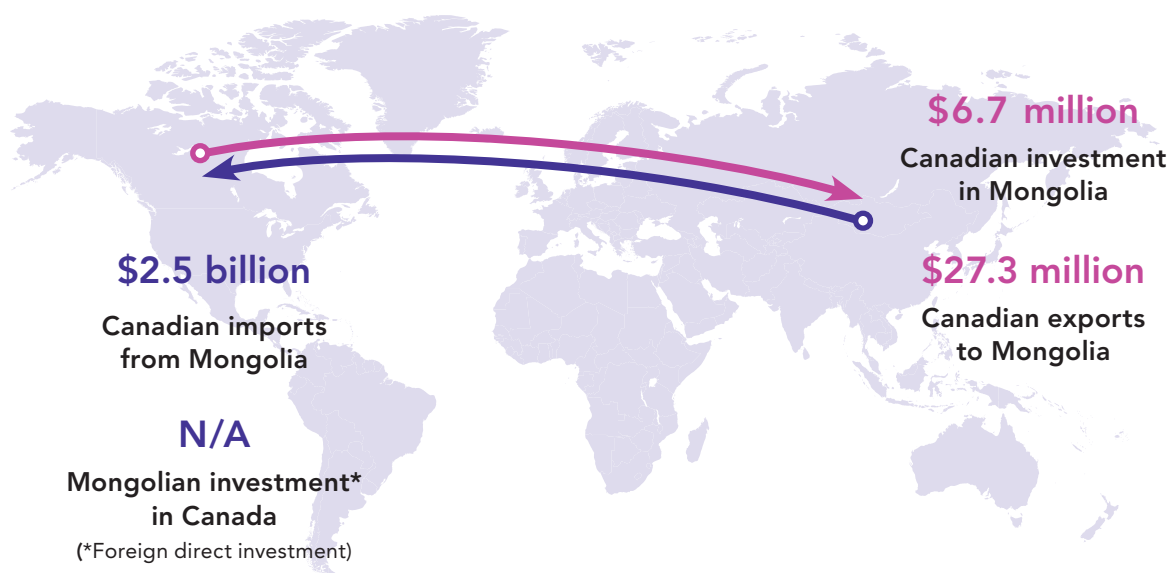 $6.7 million
Canadian investment
in Mongolia
$2.5 billion
Canadian imports
from Mongolia
$27.3 million
Canadian exports
to Mongolia
N/A
Mongolian investment*
in Canada
(*Foreign direct investment)